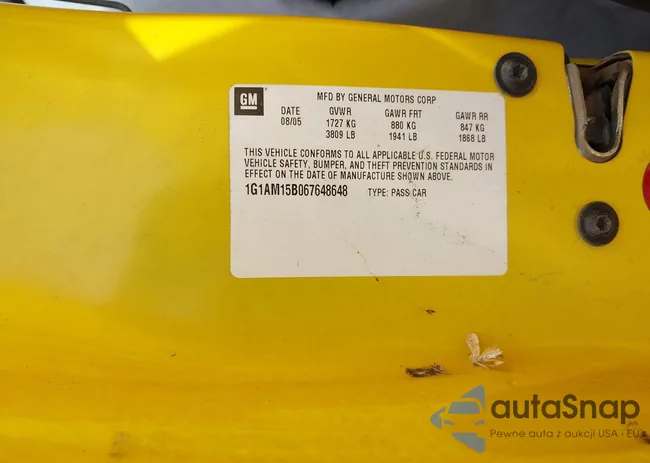 GM
MFD BY GENERAL MOTORS CORP
DATE GVWR GAWR FRT GAWR RR
08/05 1727 KG 880 KG 847 KG
3809 LB 1941 LB 1868 LB
THIS VEHICLE CONFORMS TO ALL APPLICABLE U.S. FEDERAL MOTOR
VEHICLE SAFETY, BUMPER, AND THEFT PREVENTION STANDARDS IN
EFFECT ON THE DATE OF MANUFACTURE SHOWN ABOVE.
1G1AM15B067648648 TYPE: PASS CAR
autaSnap
Pewne auta z aukcji USA i EU